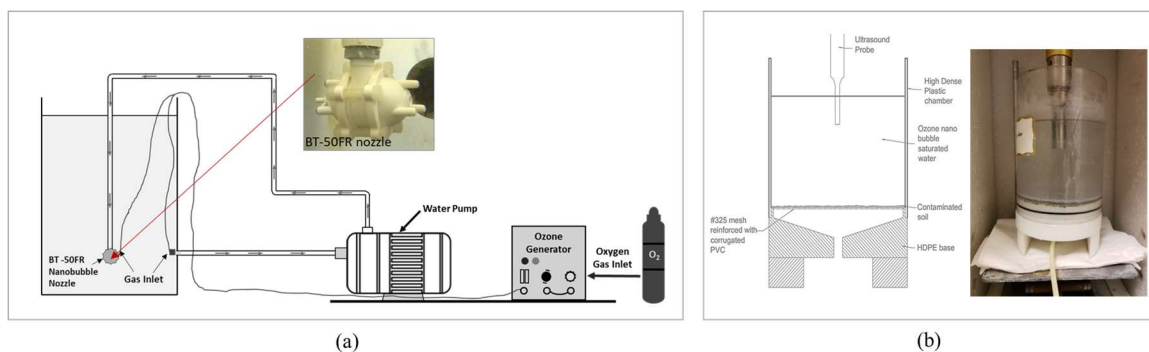 BT-50FR nozzle
Water Pump
Ozone
Generator
Oxygen
Gas Inlet
O2
BT -50FR
Nanobubble
Nozzle
Gas Inlet
(a)
Ultrasound
Probe
High Dense
Plastic
chamber
Ozone nano
bubble
saturated
water
Contaminated
soil
#325 mesh
reinforced with
corrugated
PVC
HDPE base
(b)